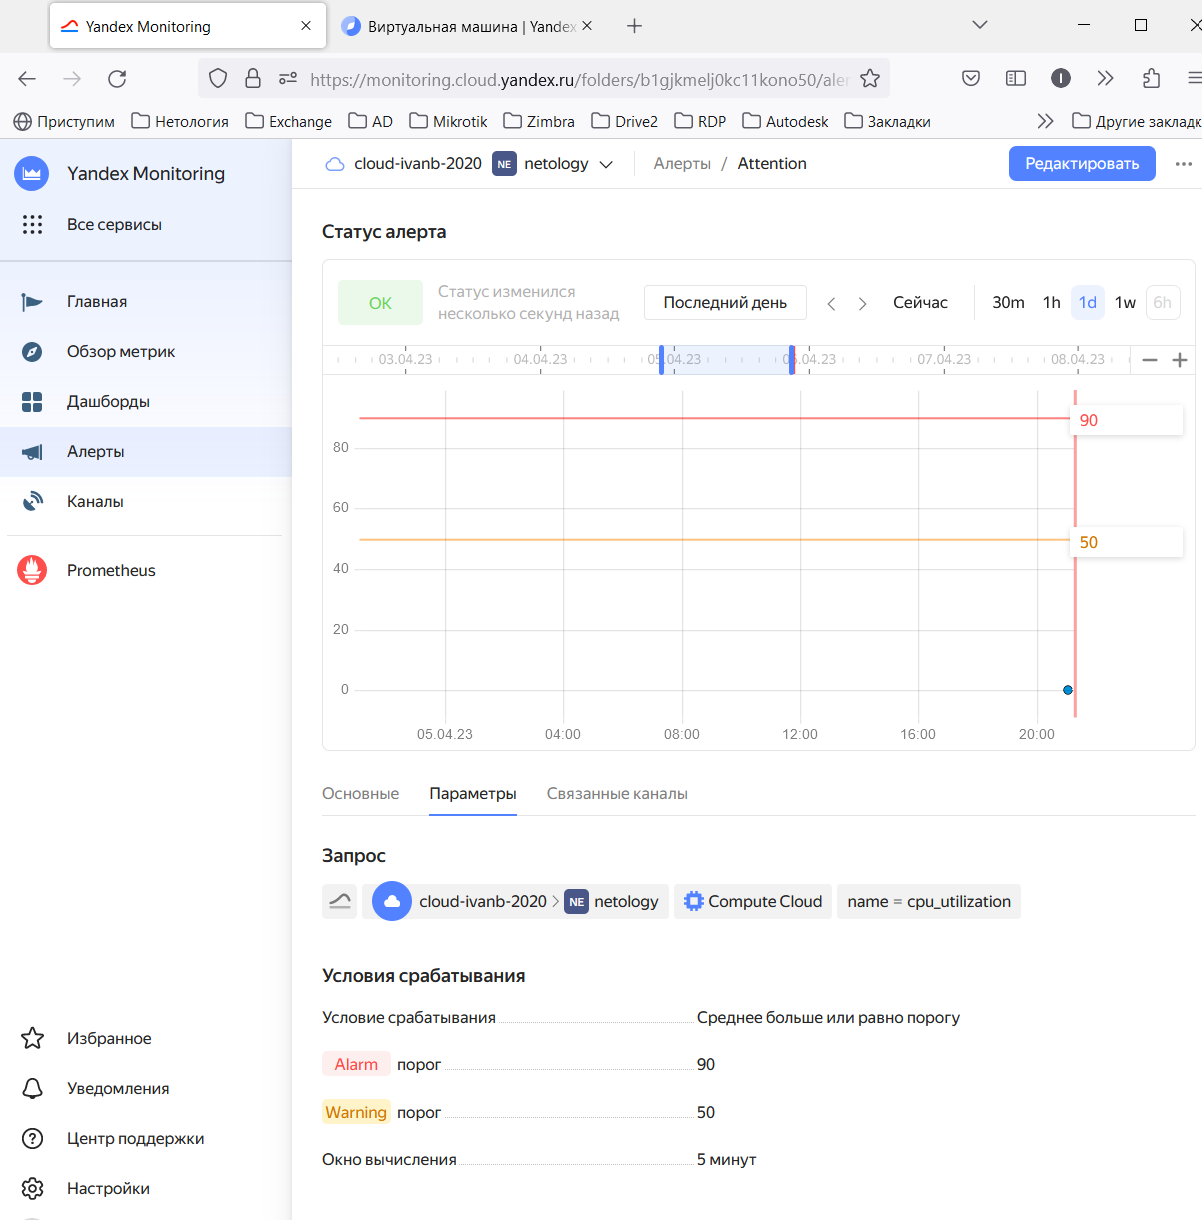 Yandex Monitoring
Виртуальная машина | Yandex
https://monitoring.cloud.yandex.ru/folders/b1gjkmelj0kc11kono50/aler
Приступим Нетология Exchange AD Mikrotik Zimbra Drive2 RDP Autodesk Закладки Другие закладк
Yandex Monitoring
Все сервисы
Главная
Обзор метрик
Дашборды
Алерты
Каналы
Prometheus
Избранное
Уведомления
Центр поддержки
Настройки
cloud-ivanb-2020 NE netology Алерты / Attention Редактировать
Статус алерта
OK
Статус изменился
несколько секунд назад
Последний день Сейчас 30m 1h 1d 1w 6h
03.04.23 04.04.23 05.04.23 06.04.23 07.04.23 08.04.23
90
80
60
50
40
20
0
05.04.23 04:00 08:00 12:00 16:00 20:00
Основные Параметры Связанные каналы
Запрос
cloud-ivanb-2020 > NE netology Compute Cloud name = cpu_utilization
Условия срабатывания
Условие срабатывания Среднее больше или равно порогу
Alarm порог 90
Warning порог 50
Окно вычисления 5 минут